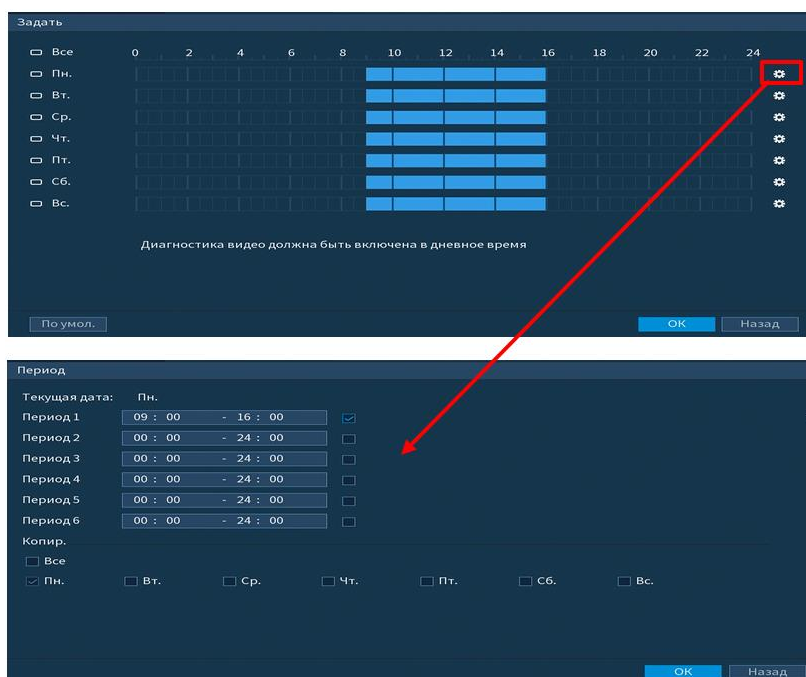 Задать
Все 0 2 4 6 8 10 12 14 16 18 20 22 24
Пн.
Вт.
Ср.
Чт.
Пт.
Сб.
Вс.
Диагностика видео должна быть включена в дневное время
По умол. ОК Назад
Период
Текущая дата: Пн.
Период 1 09 : 00 - 16 : 00
Период 2 00 : 00 - 24 : 00
Период 3 00 : 00 - 24 : 00
Период 4 00 : 00 - 24 : 00
Период 5 00 : 00 - 24 : 00
Период 6 00 : 00 - 24 : 00
Копир.
Все
Пн. Вт. Ср. Чт. Пт. Сб. Вс.
ОК Назад